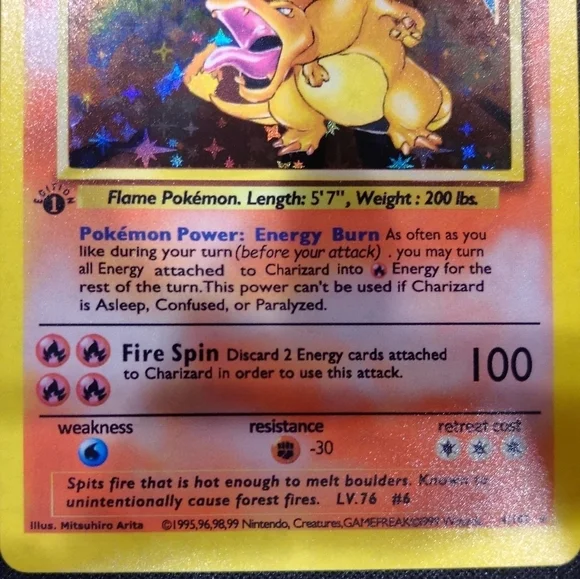 EDITION
1
Flame Pokémon. Length: 5'7", Weight: 200 lbs.
Pokémon Power: Energy Burn As often as you
like during your turn (before your attack) . you may turn
all Energy attached to Charizard into Energy for the
rest of the turn.This power can't be used if Charizard
is Asleep, Confused, or Paralyzed.
Fire Spin Discard 2 Energy cards attached
to Charizard in order to use this attack.
100
weakness resistance retreat cost
-30
Spits fire that is hot enough to melt boulders. Known to
unintentionally cause forest fires. LV.76 #6
Illus. Mitsuhiro Arita ©1995,96,98,99 Nintendo, Creatures,GAMEFREAK.©1999